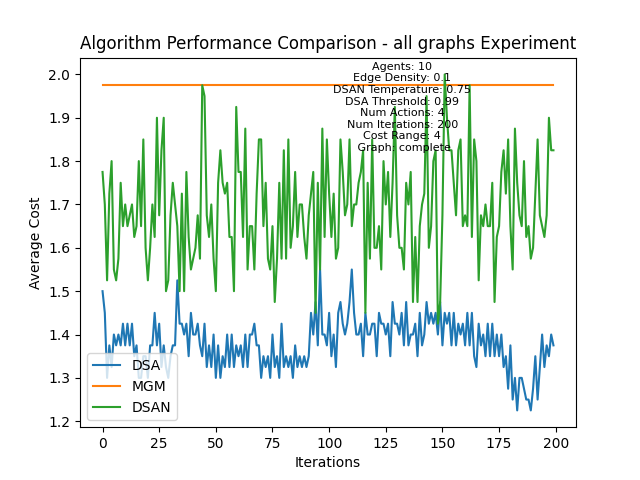 Algorithm Performance Comparison - all graphs Experiment
Agents: 10
Edge Density: 0.1
DSAN Temperature: 0.75
DSA Threshold: 0.99
Num Actions: 4
Num Iterations: 200
Cost Range: 4
Graph: complete
Average Cost
2.0
1.9
1.8
1.7
1.6
1.5
1.4
1.3
1.2
DSA
MGM
DSAN
0
25
50
75
100
125
150
175
200
Iterations